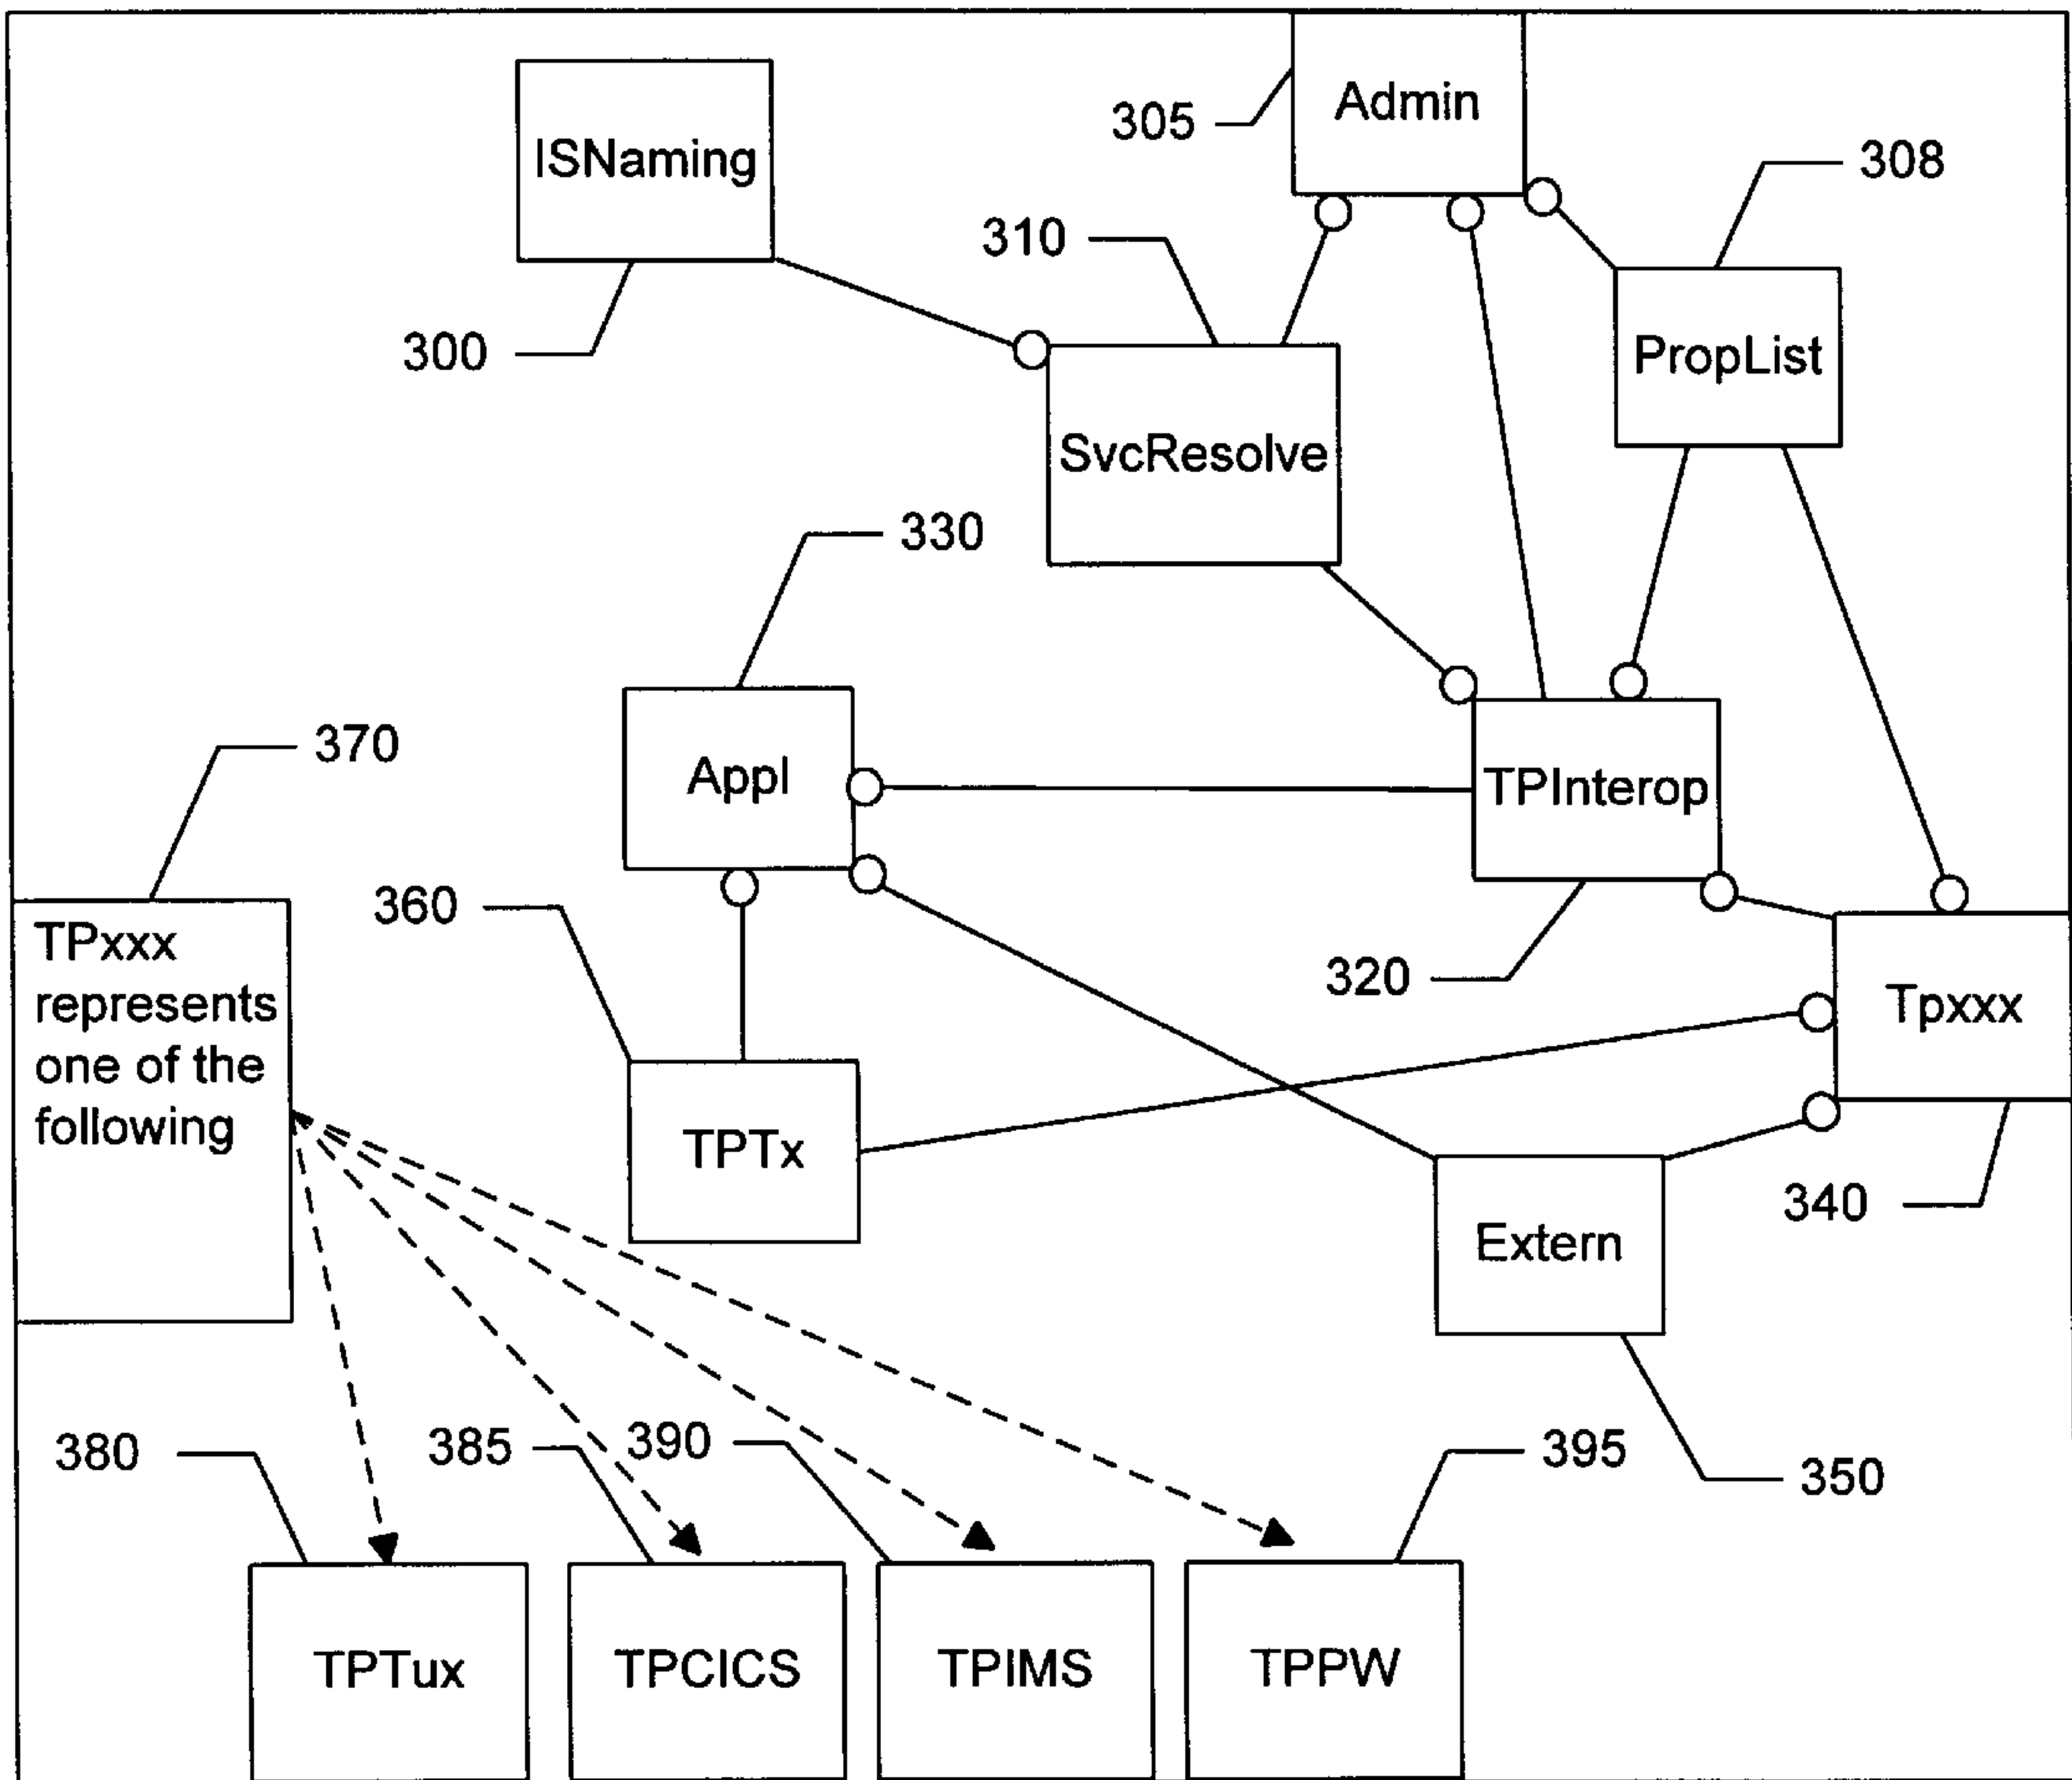 Admin
305
ISNaming
308
310
300
PropList
SvcResolve
330
370
Appl
TPInterop
360
TPxxx
represents
one of the
following
320
Tpxxx
TPTx
340
Extern
380
385
390
395
350
TPTux
TPCICS
TPIMS
TPPW